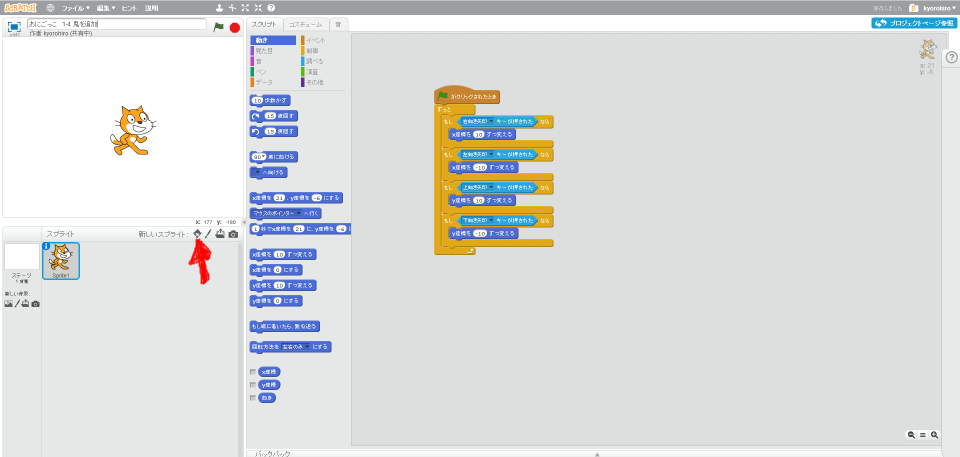 SCRATCH
ファイル▼ 編集▼ ヒント 説明
保存しました
kyorohiro▼
おにごっこ 1-4 鬼を追加
作者 kyorohiro (共有中)
プロジェクトページ参照
スクリプト コスチューム 音
動き イベント
見た目 制御
音 調べる
ペン 演算
データ その他
10 歩動かす
15 度回す
15 度回す
90▼ 度に向ける
▼ へ向ける
x座標を 21 、y座標を -6 にする
マウスのポインター▼ へ行く
1 秒でx座標を 21 に、y座標を -6 に
x座標を 10 ずつ変える
x座標を 0 にする
y座標を 10 ずつ変える
y座標を 0 にする
もし端に着いたら、跳ね返る
回転方法を 左右のみ▼ にする
x座標
y座標
向き
がクリックされたとき
ずっと
もし 右向き矢印▼ キーが押された なら
x座標を 10 ずつ変える
もし 左向き矢印▼ キーが押された なら
x座標を -10 ずつ変える
もし 上向き矢印▼ キーが押された なら
y座標を 10 ずつ変える
もし 下向き矢印▼ キーが押された なら
y座標を -10 ずつ変える
x: 21
y: -6
x: 177 y: -180
スプライト 新しいスプライト:
Sprite1
ステージ
1 背景
新しい背景:
バックパック